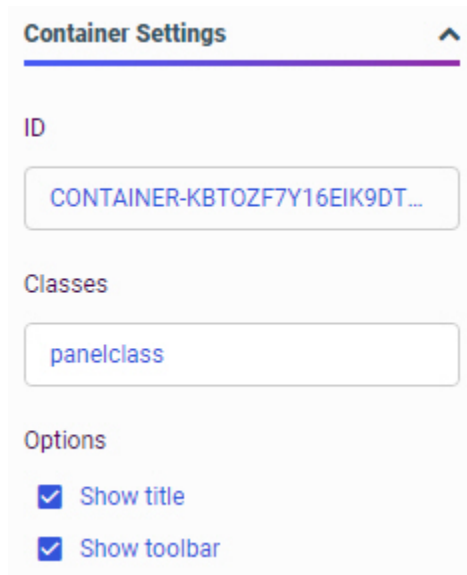 Container Settings
ID
CONTAINER-KBTOZF7Y16EIK9DT...
Classes
panelclass
Options
Show title
Show toolbar